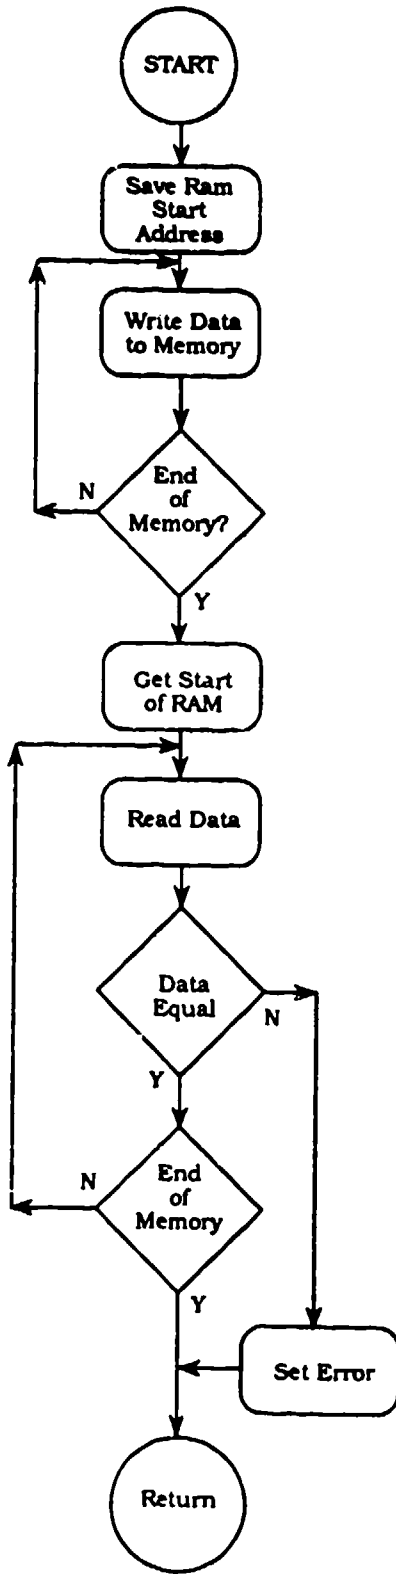 START
Save Ram
Start
Address
Write Data
to Memory
End
of
Memory?
N
Y
Get Start
of RAM
Read Data
Data
Equal
N
Y
End
of
Memory
N
Y
Set Error
Return